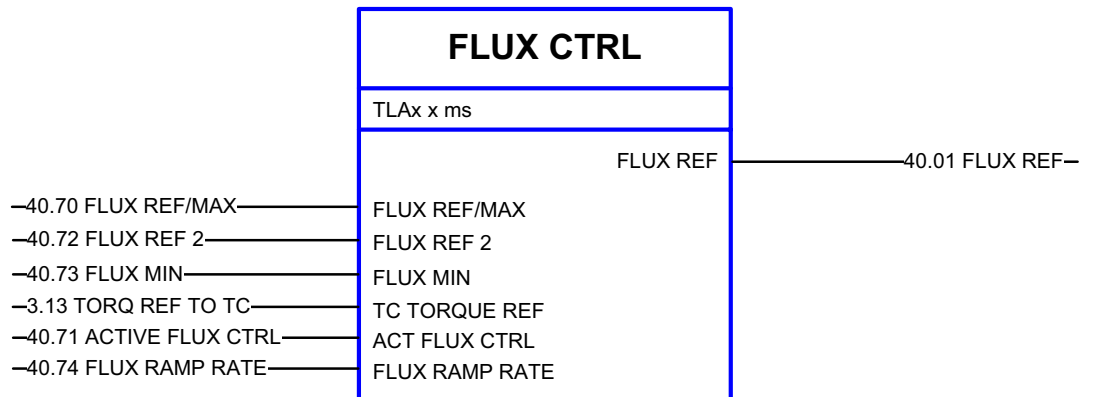 FLUX CTRL
TLAx x ms
FLUX REF
40.01 FLUX REF
40.70 FLUX REF/MAX
FLUX REF/MAX
40.72 FLUX REF 2
FLUX REF 2
40.73 FLUX MIN
FLUX MIN
3.13 TORQ REF TO TC
TC TORQUE REF
40.71 ACTIVE FLUX CTRL
ACT FLUX CTRL
40.74 FLUX RAMP RATE
FLUX RAMP RATE